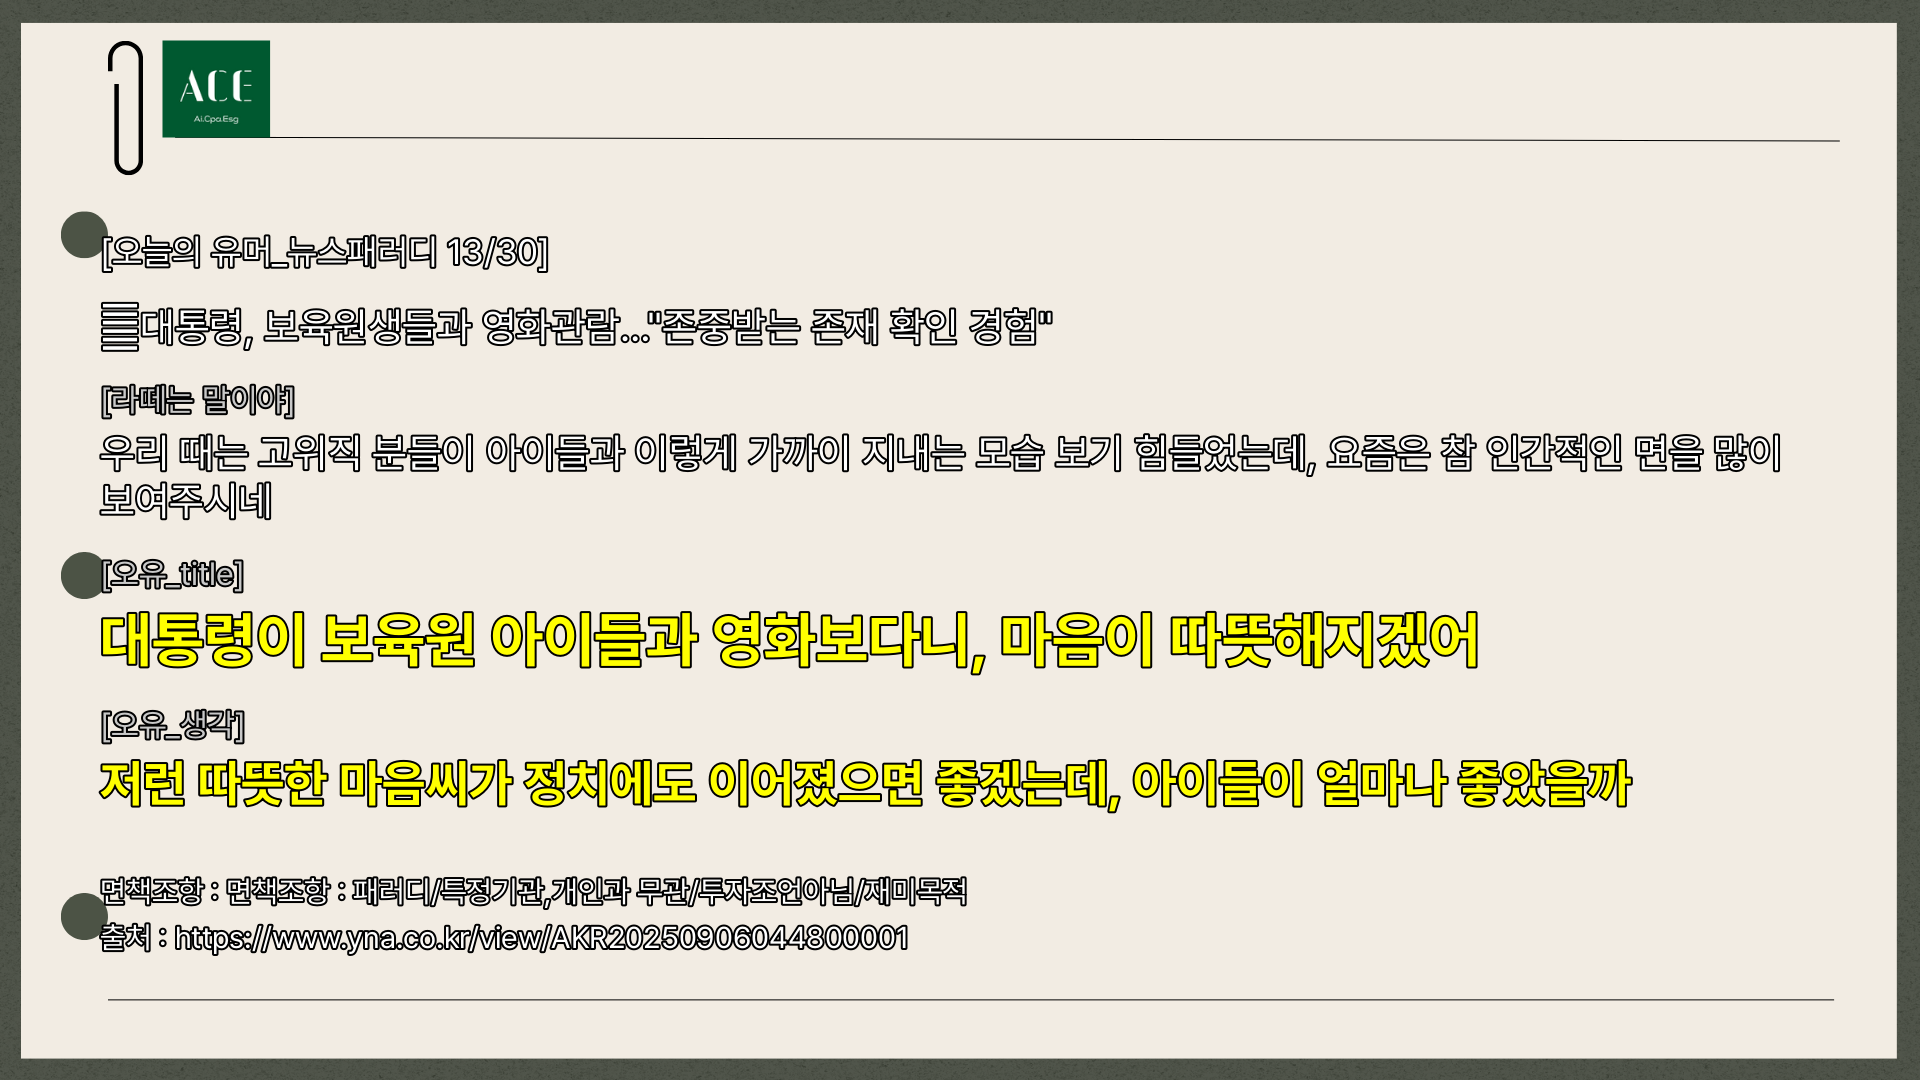 ACE
Ai.Cpa.Esg
[오늘의 유머_뉴스패러디 13/30]
䷀대통령, 보육원생들과 영화관람..."존중받는 존재 확인 경험"
[라떼는 말이야]
우리 때는 고위직 분들이 아이들과 이렇게 가까이 지내는 모습 보기 힘들었는데, 요즘은 참 인간적인 면을 많이
보여주시네
[오유_title]
대통령이 보육원 아이들과 영화보다니, 마음이 따뜻해지겠어
[오유_생각]
저런 따뜻한 마음씨가 정치에도 이어졌으면 좋겠는데, 아이들이 얼마나 좋았을까
면책조항 : 면책조항 : 패러디/특정기관,개인과 무관/투자조언아님/재미목적
출처 : https://www.yna.co.kr/view/AKR20250906044800001